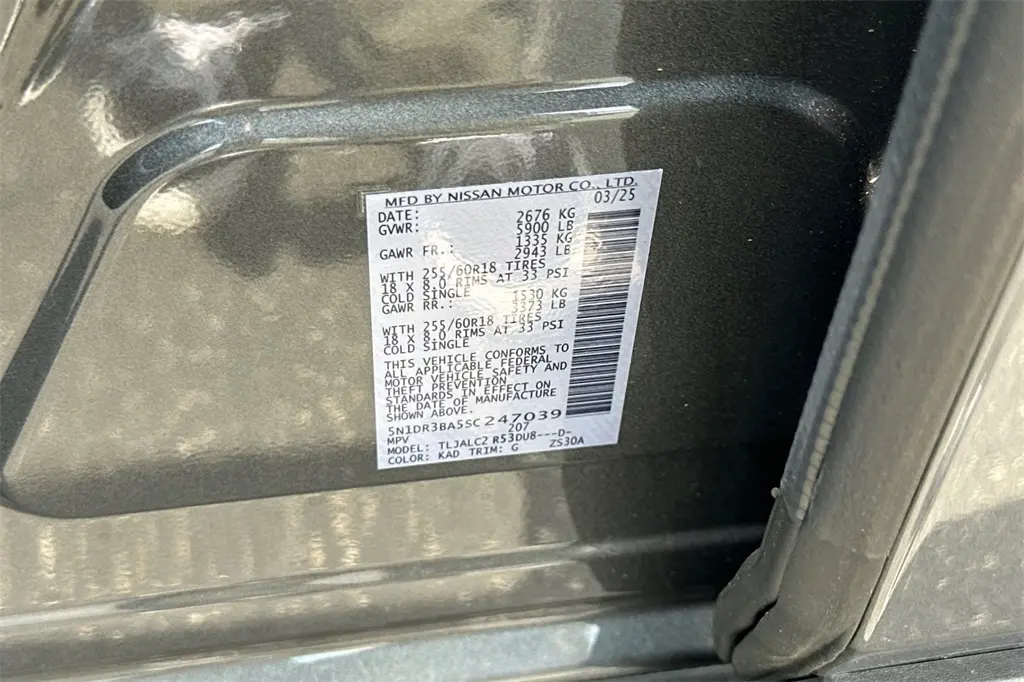 MFD BY NISSAN MOTOR CO., LTD.
DATE: 03/25
GVWR: 2676 KG
5900 LB
GAWR FR.: 1335 KG
2943 LB
WITH 255/60R18 TIRES
18 X 8.0 RIMS AT 33 PSI
COLD SINGLE
GAWR RR.: 1530 KG
3373 LB
WITH 255/60R18 TIRES
18 X 8.0 RIMS AT 33 PSI
COLD SINGLE
THIS VEHICLE CONFORMS TO
ALL APPLICABLE FEDERAL
MOTOR VEHICLE SAFETY AND
THEFT PREVENTION
STANDARDS IN EFFECT ON
THE DATE OF MANUFACTURE
SHOWN ABOVE.
5N1DR3BA5SC247039
MPV 207
MODEL: TLJALC2 R53DU8---D-
COLOR: KAD TRIM: G ZS30A